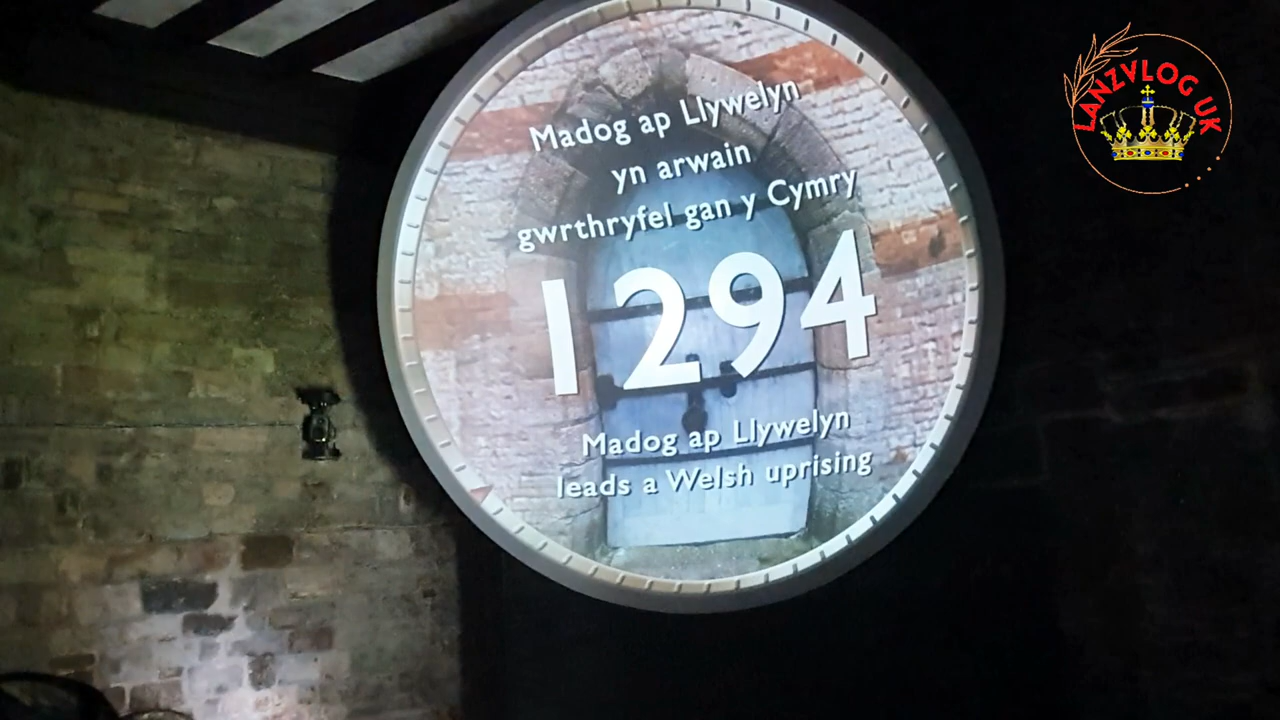 Madog ap Llywelyn
yn arwain
gwrthryfel gan y Cymry
1294
Madog ap Llywelyn
leads a Welsh uprising
LANZVLOG UK